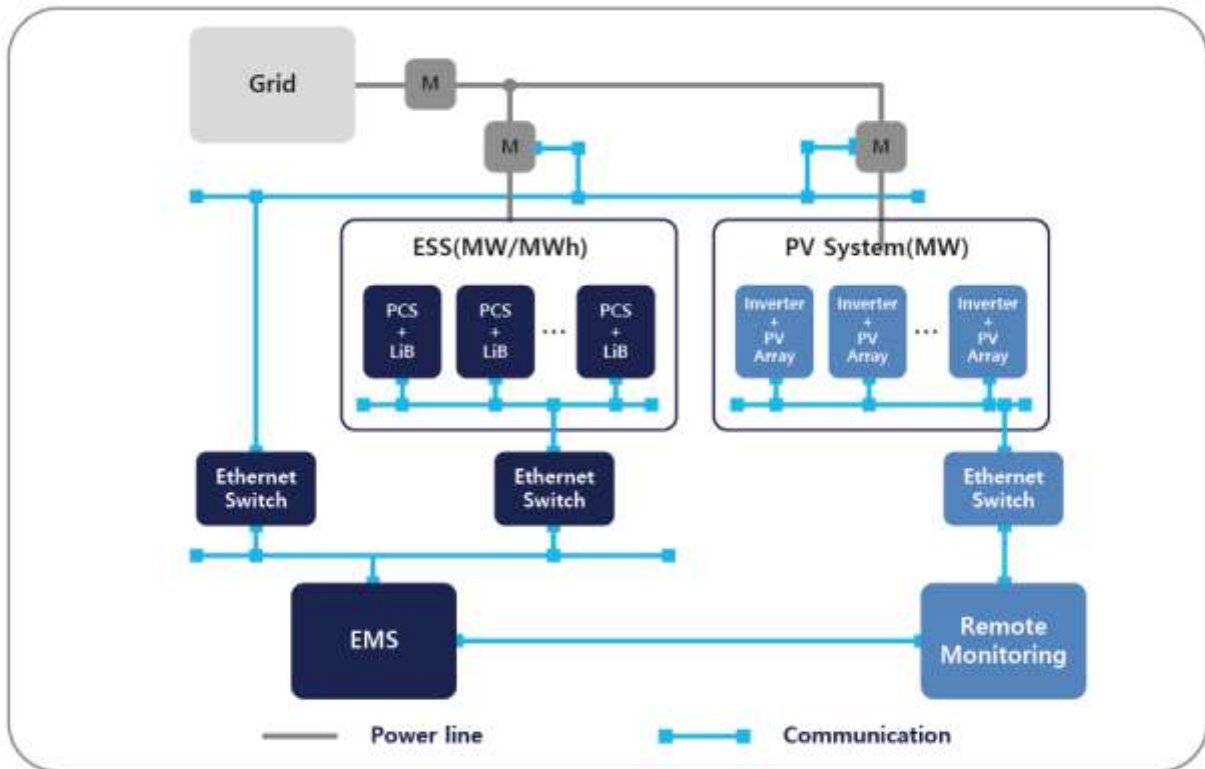 Grid
M
M
M
ESS(MW/MWh)
PV System(MW)
PCS
+
LiB
PCS
+
LiB
...
PCS
+
LiB
Inverter
+
PV
Array
Inverter
+
PV
Array
...
Inverter
+
PV
Array
Ethernet
Switch
Ethernet
Switch
Ethernet
Switch
EMS
Remote
Monitoring
Power line
Communication